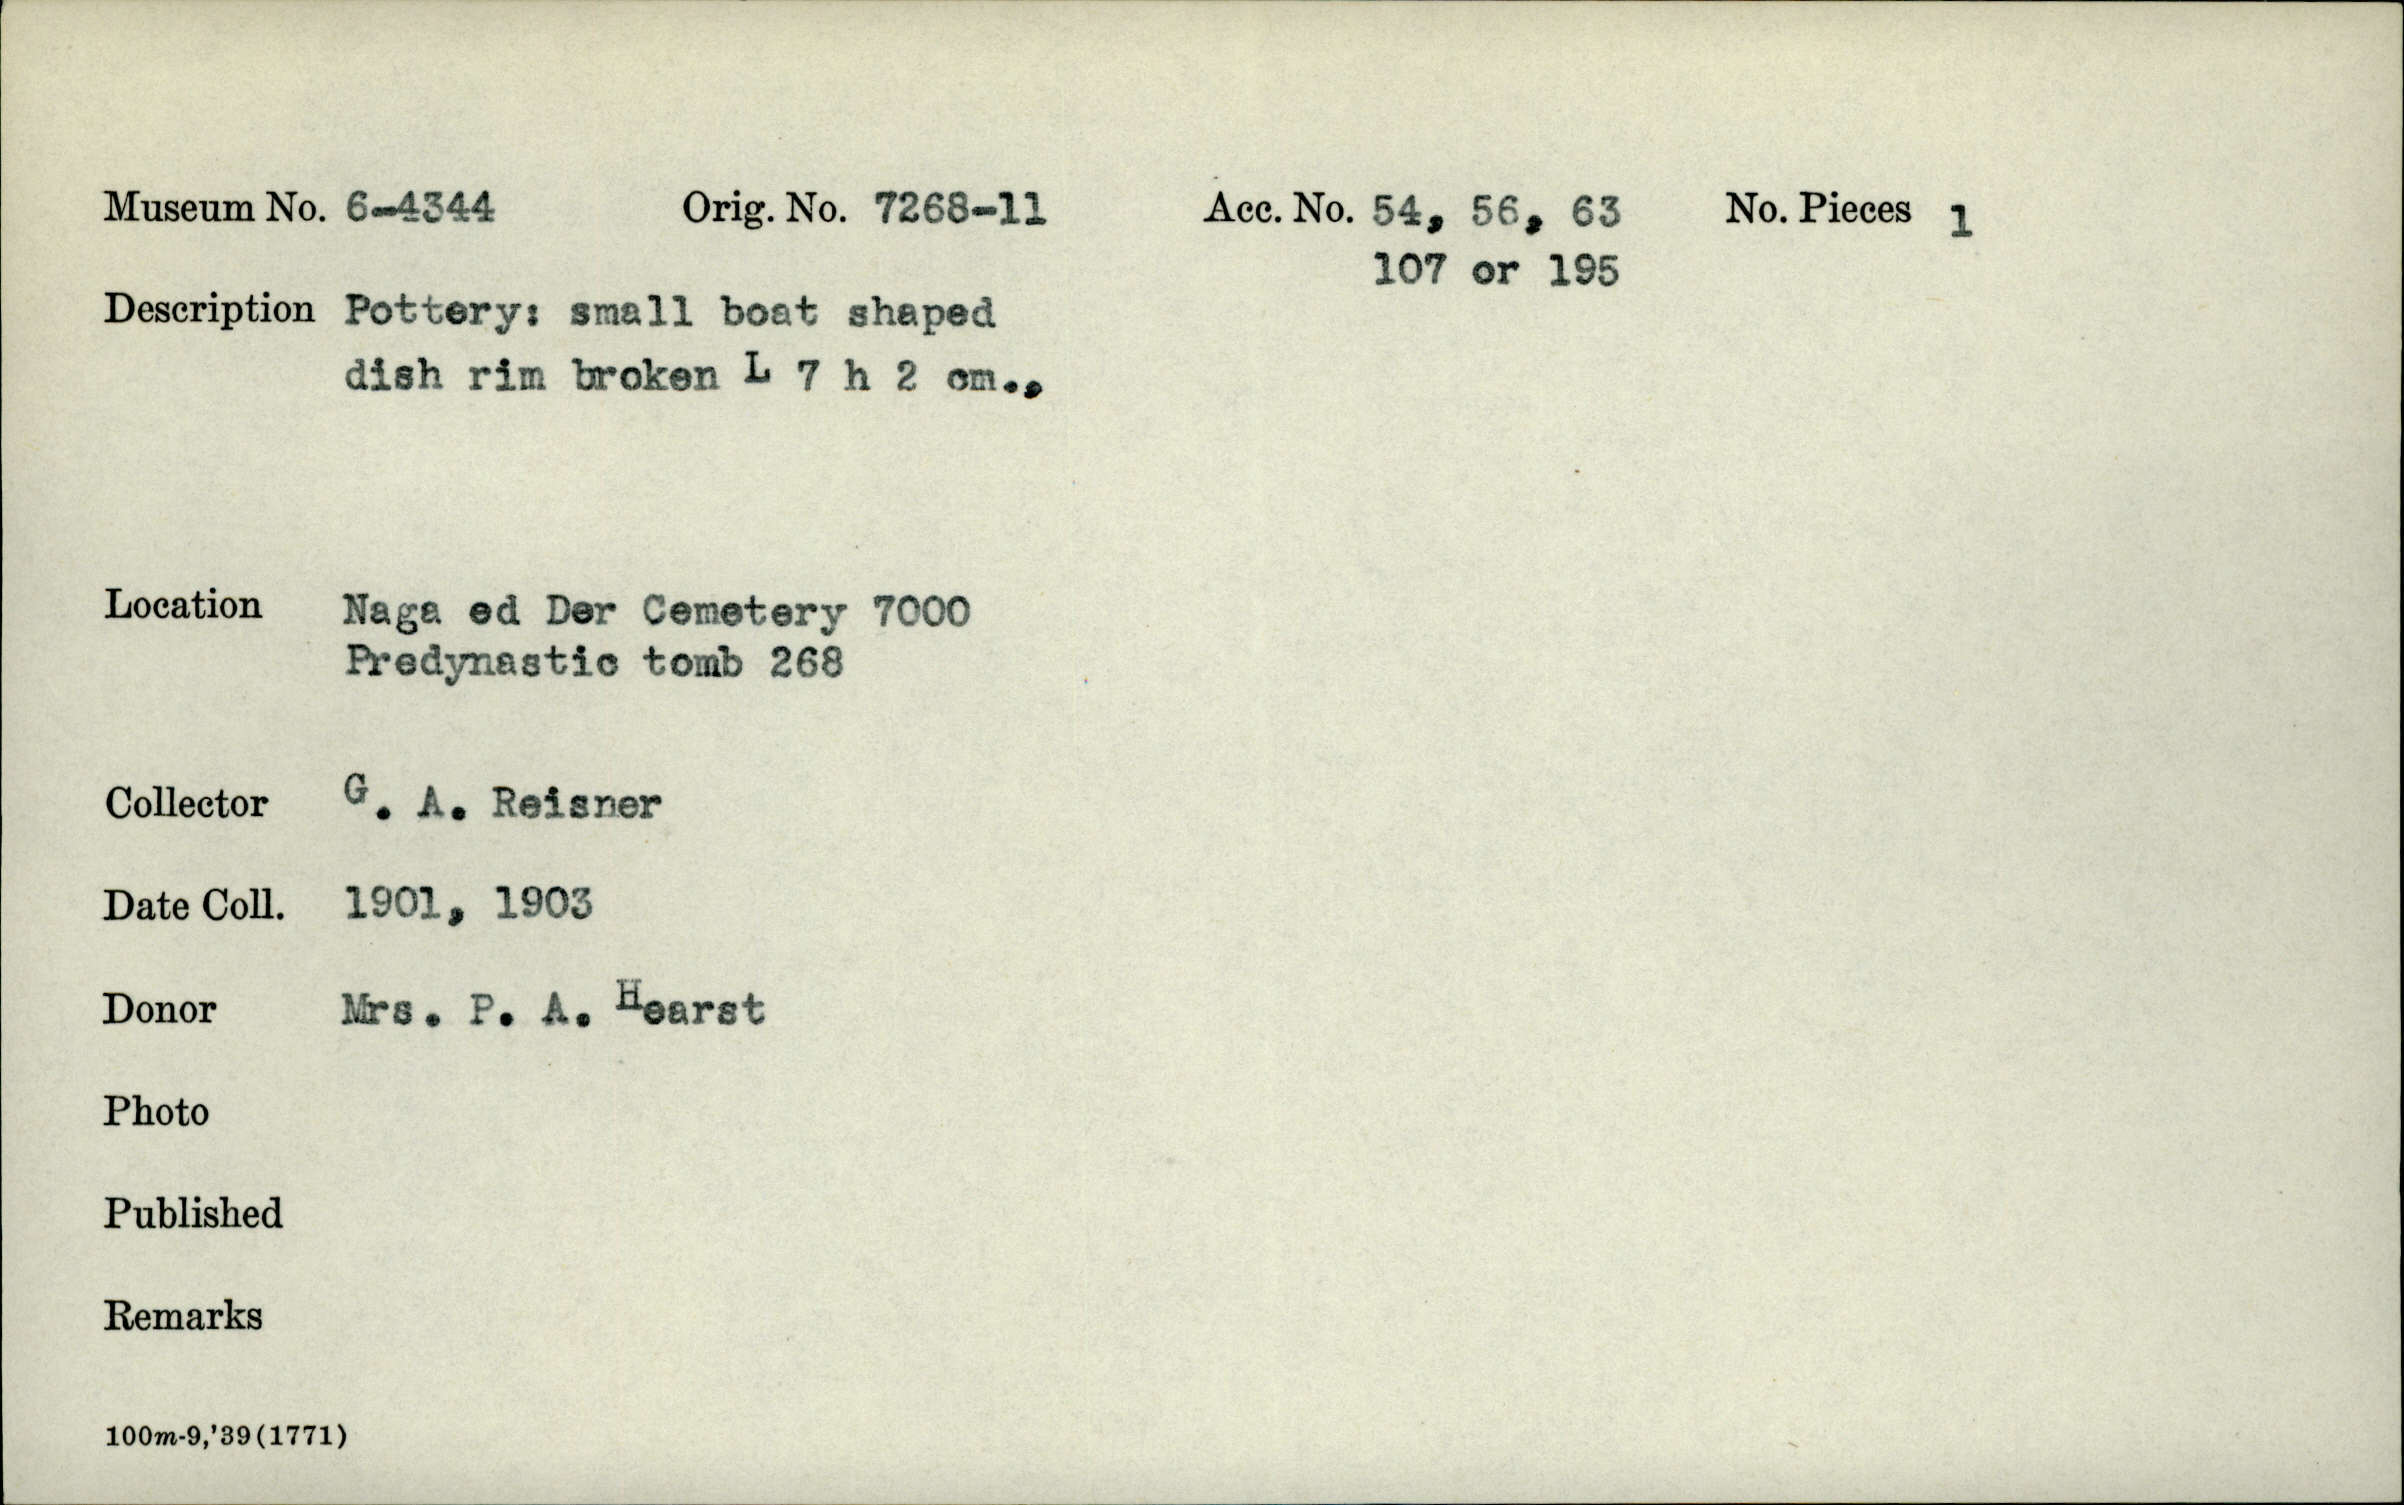 Museum No. 6-4344 Orig. No. 7268-11 Acc. No. 54, 56, 63 No. Pieces 1
107 or 195
Description Pottery: small boat shaped
dish rim broken L 7 h 2 cm.,
Location Naga ed Der Cemetery 7000
Predynastic tomb 268
Collector G. A. Reisner
Date Coll. 1901, 1903
Donor Mrs. P. A. Hearst
Photo
Published
Remarks
100m-9,'39(1771)